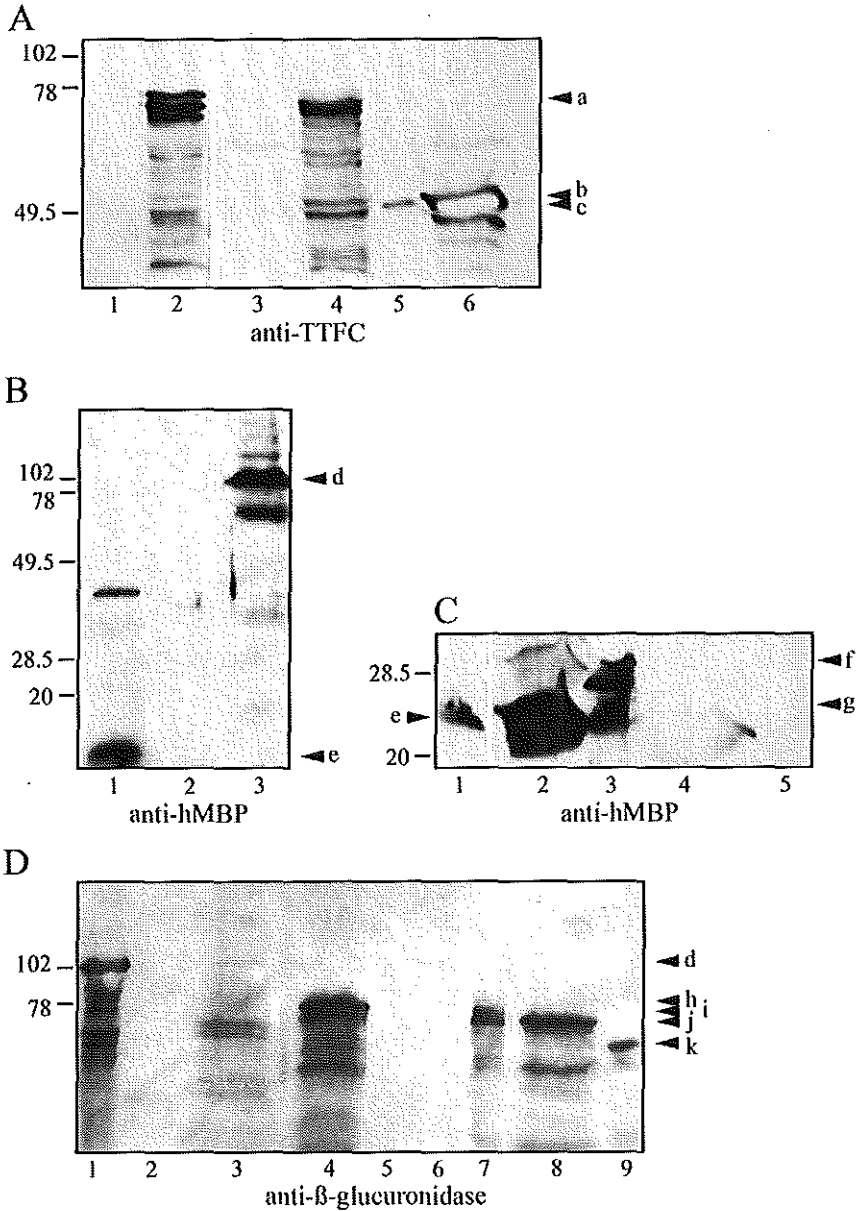 A
102
78
a
b
c
49.5
1 2 3 4 5 6
anti-TTFC
B
102
78
d
49.5
28.5
20
e
1 2 3
anti-hMBP
C
28.5
f
g
e
20
1 2 3 4 5
anti-hMBP
D
102
d
78
h
i
j
k
1 2 3 4 5 6 7 8 9
anti-ß-glucuronidase